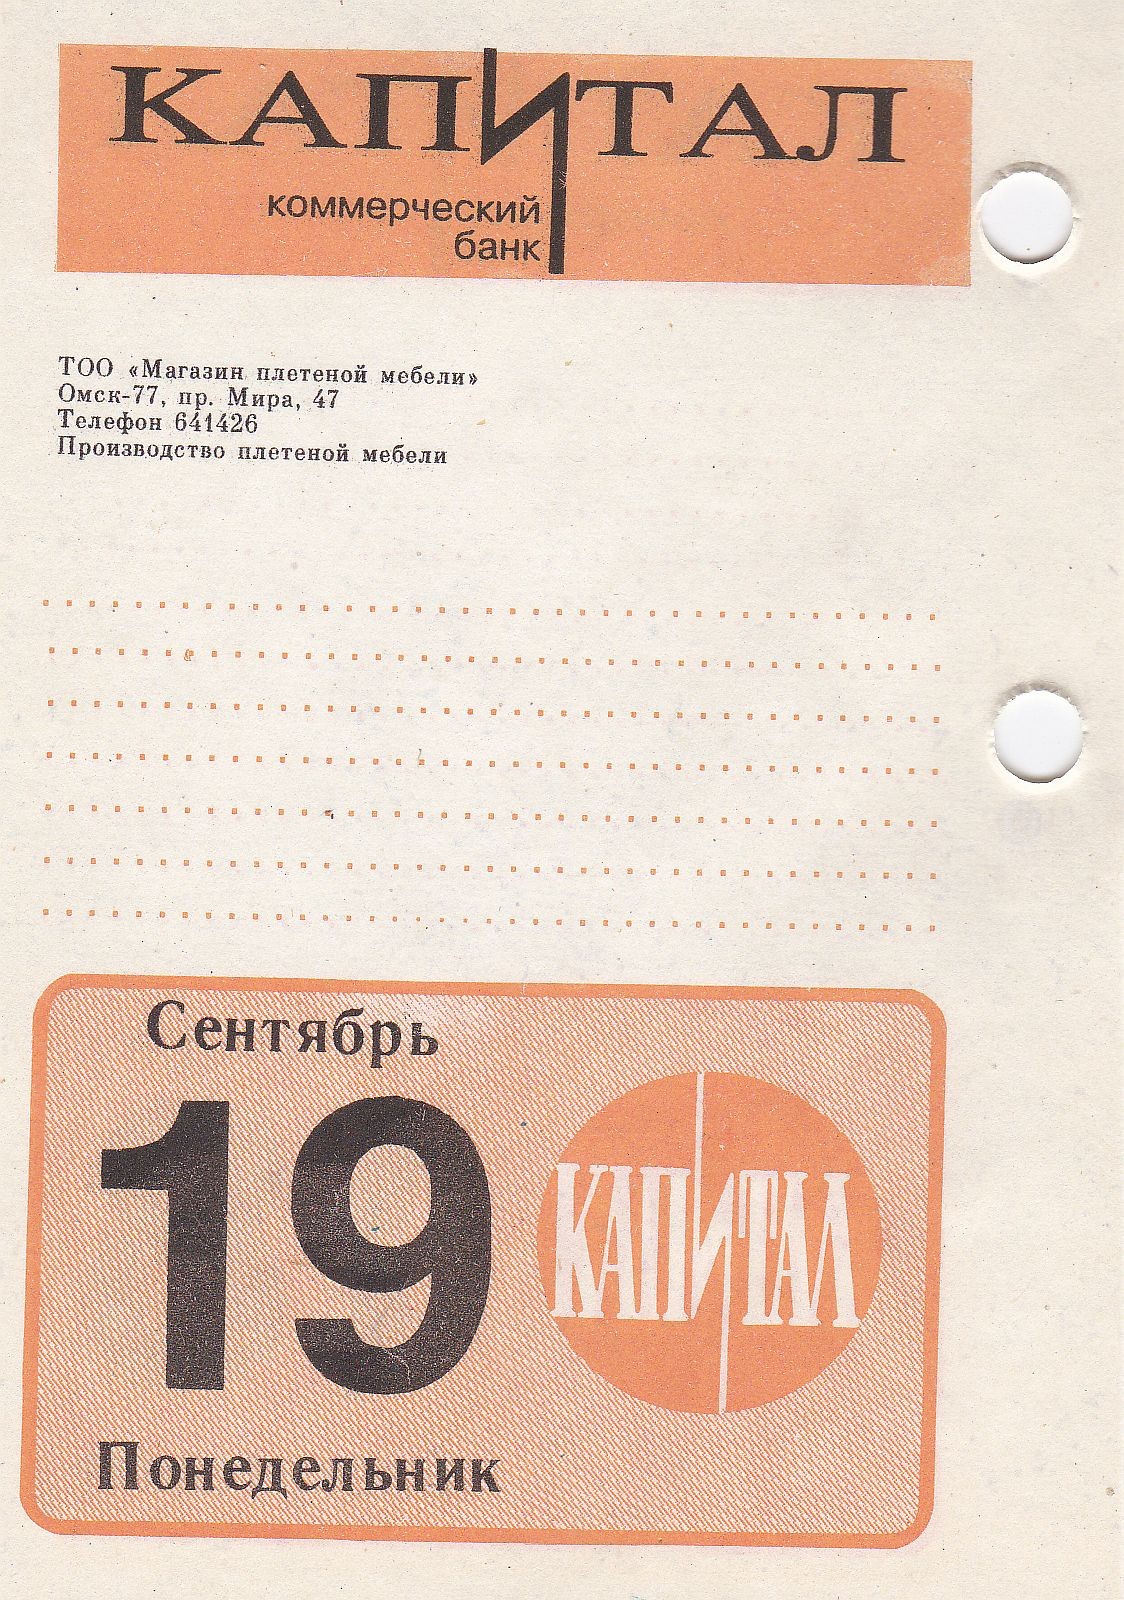 КАПИТАЛ
коммерческий
банк
ТОО «Магазин плетеной мебели»
Омск-77, пр. Мира, 47
Телефон 641426
Производство плетеной мебели
Сентябрь
19
КАПИТАЛ
Понедельник